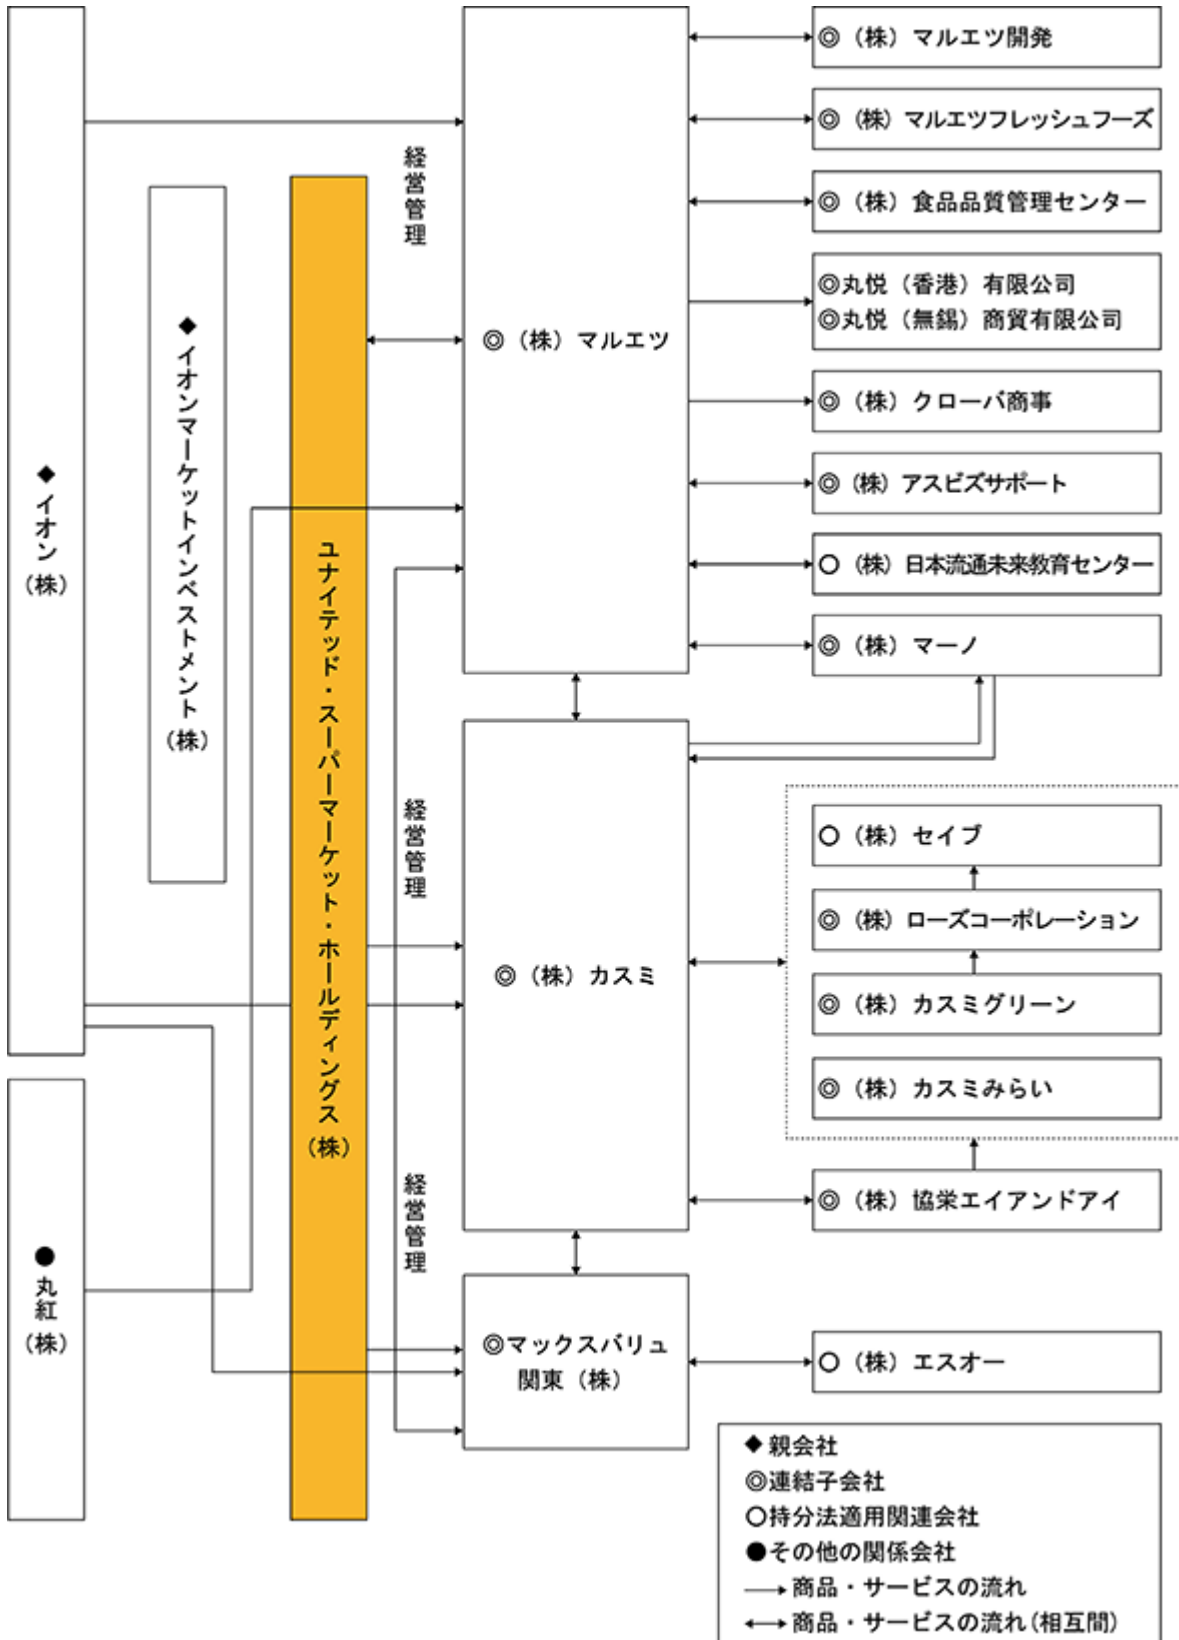 ◆イオン(株)
●丸紅(株)
◆イオンマーケットインベストメント(株)
ユナイテッド・スーパーマーケット・ホールディングス(株)
経営管理
経営管理
経営管理
◎(株)マルエツ
◎(株)カスミ
◎マックスバリュ
関東(株)
◎(株)マルエツ開発
◎(株)マルエツフレッシュフーズ
◎(株)食品品質管理センター
◎丸悦(香港)有限公司
◎丸悦(無錫)商貿有限公司
◎(株)クローバ商事
◎(株)アスビズサポート
○(株)日本流通未来教育センター
◎(株)マーノ
○(株)セイブ
◎(株)ローズコーポレーション
◎(株)カスミグリーン
◎(株)カスミみらい
◎(株)協栄エイアンドアイ
○(株)エスオー
◆親会社
◎連結子会社
○持分法適用関連会社
●その他の関係会社
→商品・サービスの流れ
↔商品・サービスの流れ(相互間)